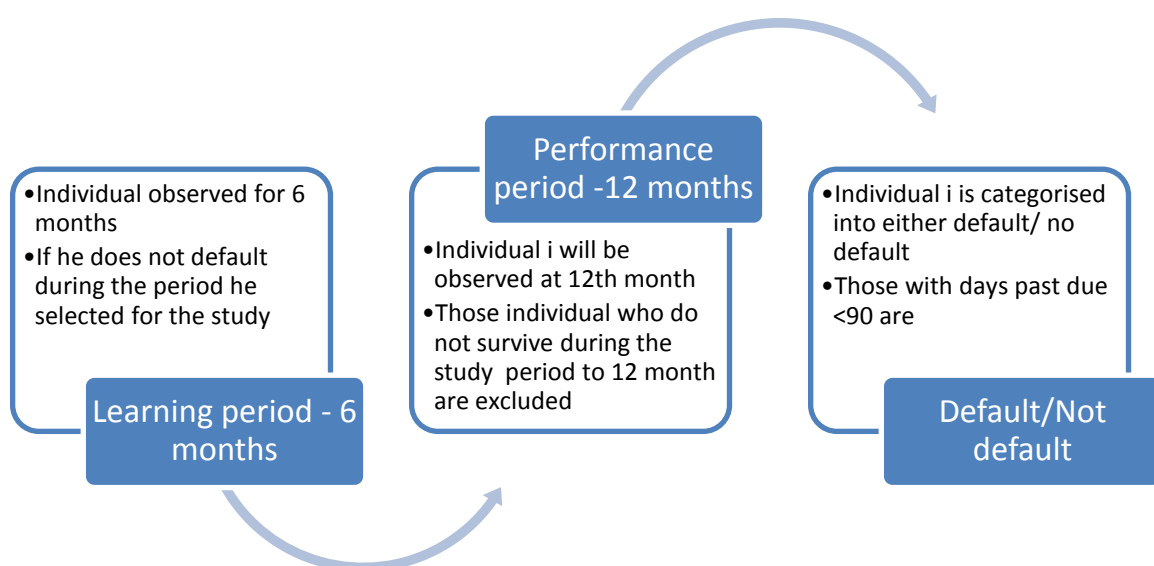 •Individual observed for 6
months
•If he does not default
during the period he
selected for the study
Learning period - 6
months
Performance
period -12 months
•Individual i will be
observed at 12th month
•Those individual who do
not survive during the
study period to 12 month
are excluded
•Individual i is categorised
into either default/ no
default
•Those with days past due
<90 are
Default/Not
default